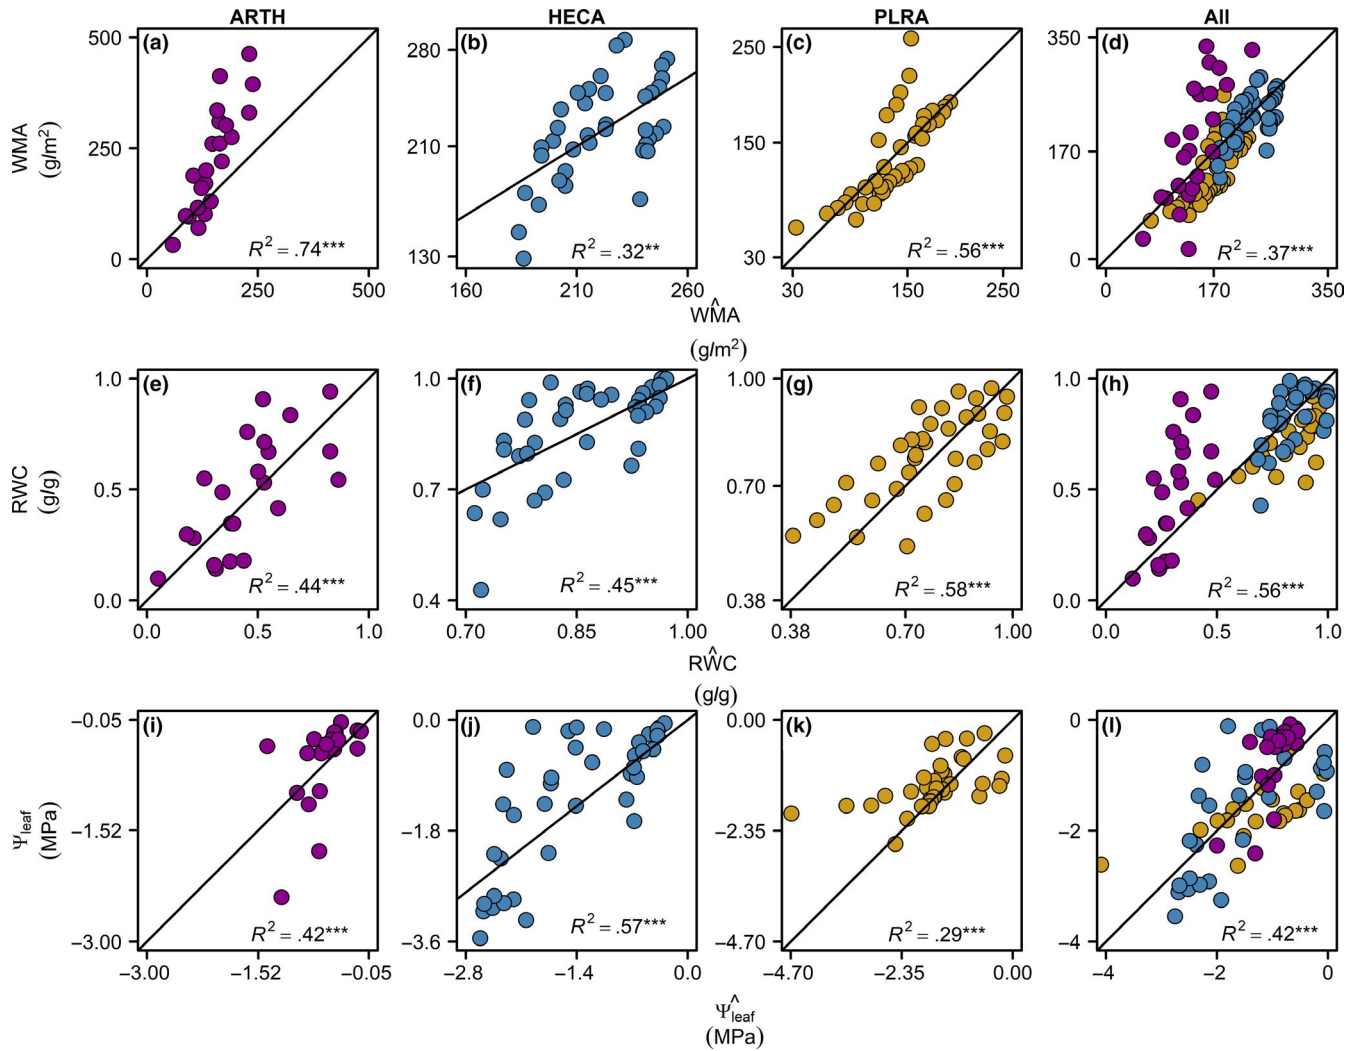 ARTH HECA PLRA All
(a) (b) (c) (d)
WMA
(g/m²)
500
250
0
280
210
130
250
150
30
350
170
0
R² = .74*** R² = .32** R² = .56*** R² = .37***
0 250 500 160 210 260 30 150 250 0 170 350
WM̂A
(g/m²)
(e) (f) (g) (h)
RWC
(g/g)
1.0
0.5
0.0
1.0
0.7
0.4
1.00
0.70
0.38
1.0
0.5
0.0
R² = .44*** R² = .45*** R² = .58*** R² = .56***
0.0 0.5 1.0 0.70 0.85 1.00 0.38 0.70 1.00 0.0 0.5 1.0
RŴC
(g/g)
(i) (j) (k) (l)
Ψleaf
(MPa)
−0.05
−1.52
−3.00
0.0
−1.8
−3.6
0.00
−2.35
−4.70
0
−2
−4
R² = .42*** R² = .57*** R² = .29*** R² = .42***
−3.00 −1.52 −0.05 −2.8 −1.4 0.0 −4.70 −2.35 0.00 −4 −2 0
Ψ̂leaf
(MPa)